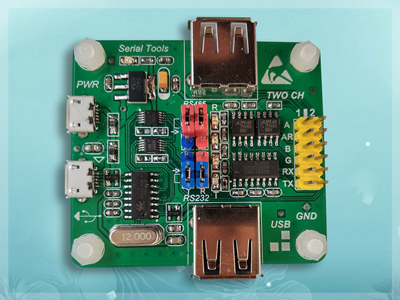 Serial Tools
PWR
RS485
TWO CH
R
1 2
A
AR
B
G
RX
TX
RS232
12.000
USB
GND